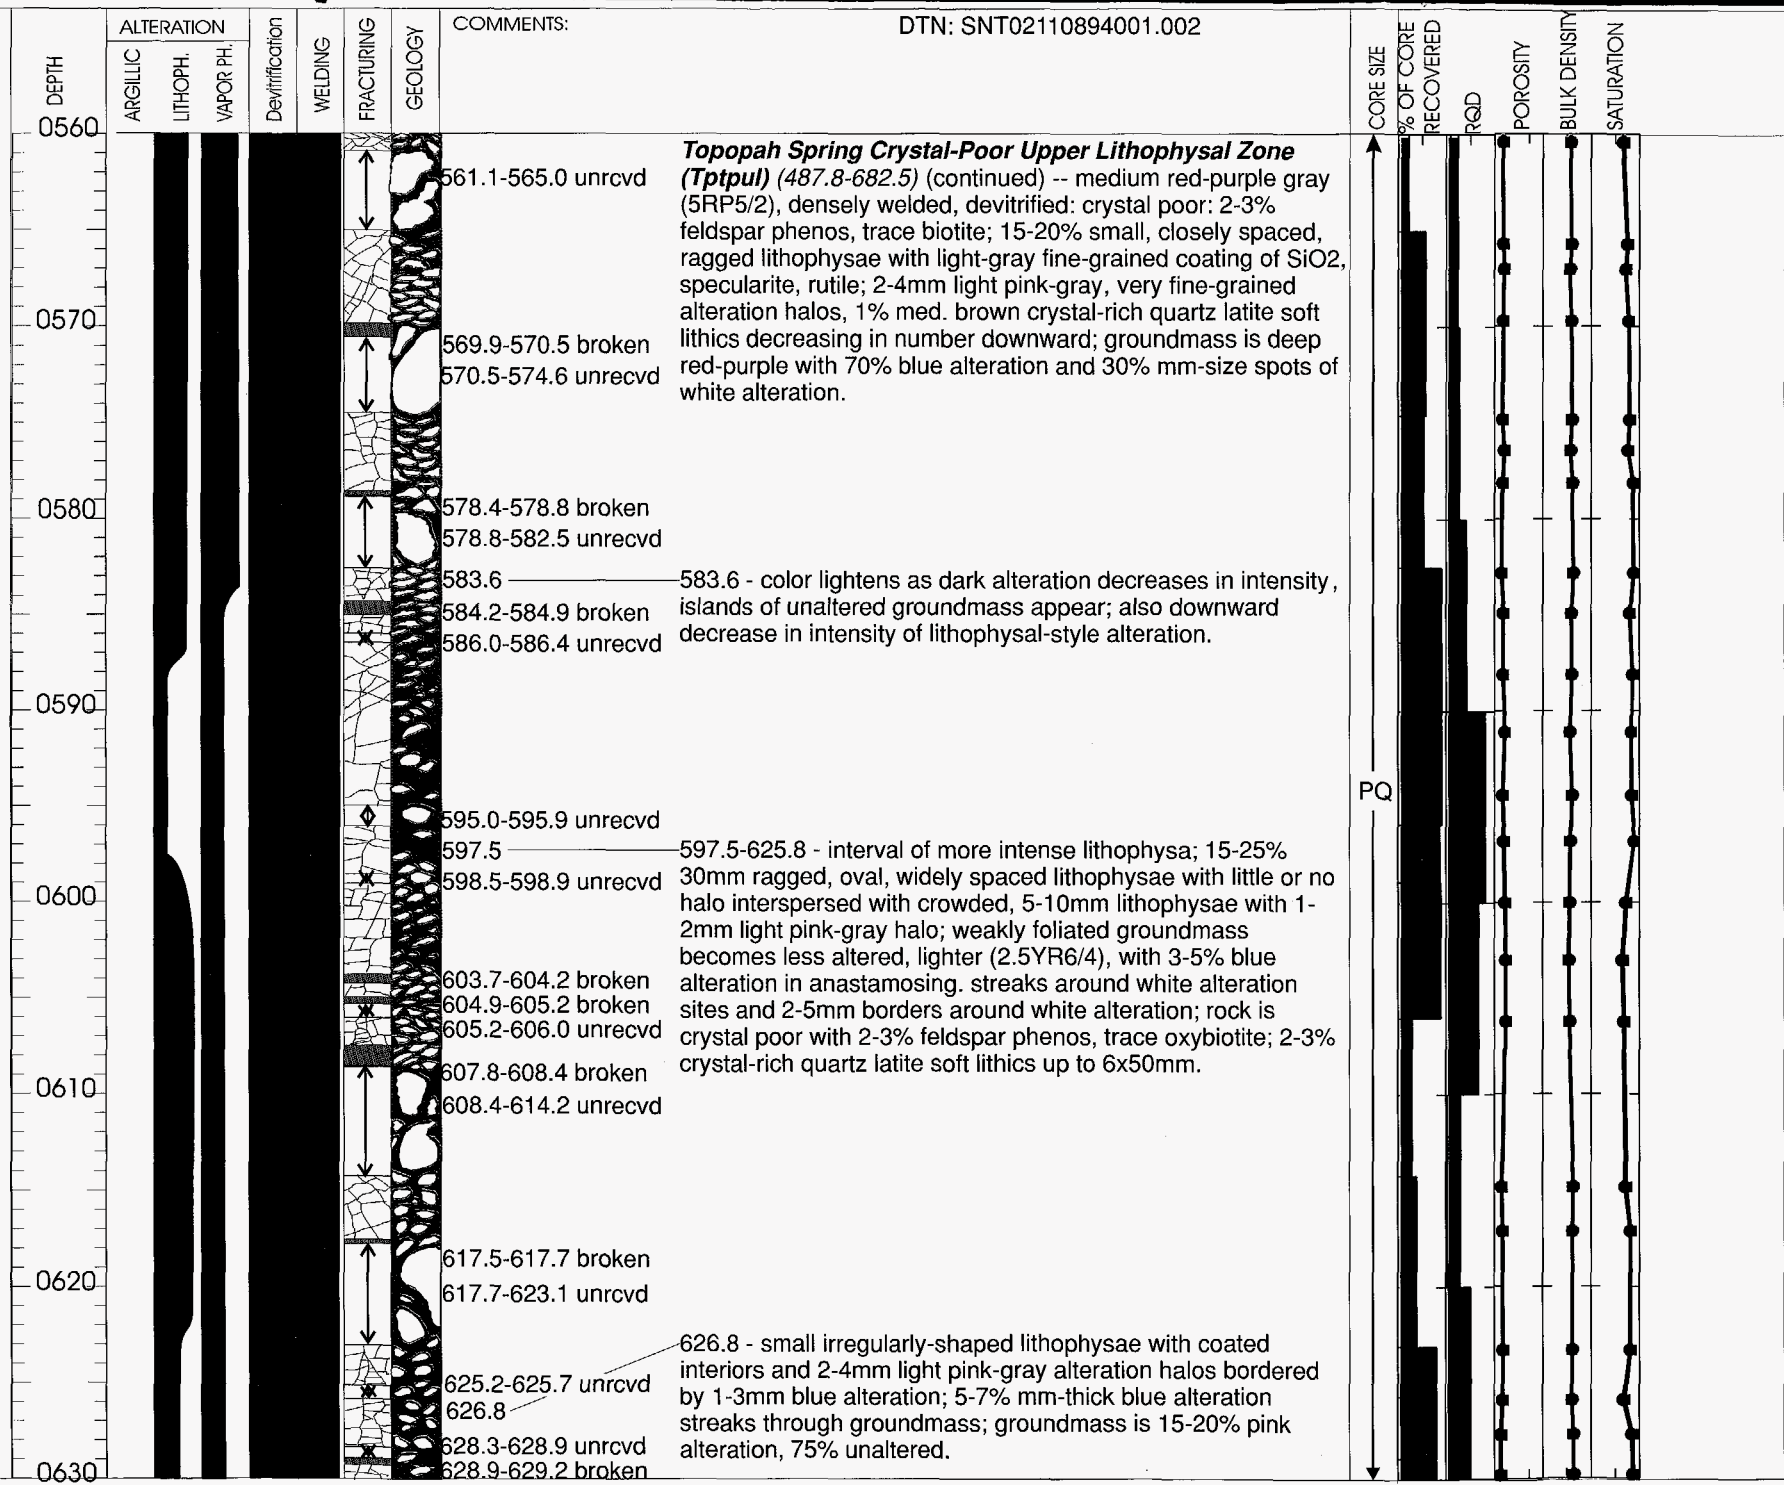 ALTERATION
DEPTH
ARGILLIC
LITHOPH.
VAPOR PH.
Devitrification
WELDING
FRACTURING
GEOLOGY
COMMENTS:
DTN: SNT02110894001.002
CORE SIZE
% OF CORE
RECOVERED
RQD
POROSITY
BULK DENSITY
SATURATION
0560
0570
0580
0590
0600
0610
0620
0630
561.1-565.0 unrcvd
569.9-570.5 broken
570.5-574.6 unrecvd
578.4-578.8 broken
578.8-582.5 unrecvd
583.6
584.2-584.9 broken
586.0-586.4 unrecvd
595.0-595.9 unrecvd
597.5
598.5-598.9 unrecvd
603.7-604.2 broken
604.9-605.2 broken
605.2-606.0 unrecvd
607.8-608.4 broken
608.4-614.2 unrecvd
617.5-617.7 broken
617.7-623.1 unrcvd
625.2-625.7 unrcvd
626.8
628.3-628.9 unrcvd
628.9-629.2 broken
Topopah Spring Crystal-Poor Upper Lithophysal Zone
(Tptpul) (487.8-682.5) (continued) -- medium red-purple gray
(5RP5/2), densely welded, devitrified: crystal poor: 2-3%
feldspar phenos, trace biotite; 15-20% small, closely spaced,
ragged lithophysae with light-gray fine-grained coating of SiO2,
specularite, rutile; 2-4mm light pink-gray, very fine-grained
alteration halos, 1% med. brown crystal-rich quartz latite soft
lithics decreasing in number downward; groundmass is deep
red-purple with 70% blue alteration and 30% mm-size spots of
white alteration.
583.6 - color lightens as dark alteration decreases in intensity,
islands of unaltered groundmass appear; also downward
decrease in intensity of lithophysal-style alteration.
597.5-625.8 - interval of more intense lithophysa; 15-25%
30mm ragged, oval, widely spaced lithophysae with little or no
halo interspersed with crowded, 5-10mm lithophysae with 1-
2mm light pink-gray halo; weakly foliated groundmass
becomes less altered, lighter (2.5YR6/4), with 3-5% blue
alteration in anastamosing. streaks around white alteration
sites and 2-5mm borders around white alteration; rock is
crystal poor with 2-3% feldspar phenos, trace oxybiotite; 2-3%
crystal-rich quartz latite soft lithics up to 6x50mm.
626.8 - small irregularly-shaped lithophysae with coated
interiors and 2-4mm light pink-gray alteration halos bordered
by 1-3mm blue alteration; 5-7% mm-thick blue alteration
streaks through groundmass; groundmass is 15-20% pink
alteration, 75% unaltered.
PQ